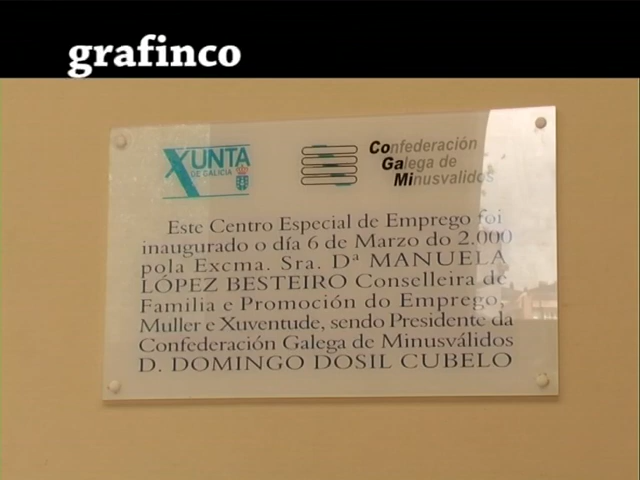 grafinco
XUNTA
DE GALICIA
Confederación
Galega de
Minusvalidos
Este Centro Especial de Emprego foi
inaugurado o día 6 de Marzo do 2.000
pola Excma. Sra. Dª MANUELA
LÓPEZ BESTEIRO Conselleira de
Familia e Promoción do Emprego,
Muller e Xuventude, sendo Presidente da
Confederación Galega de Minusválidos
D. DOMINGO DOSIL CUBELO